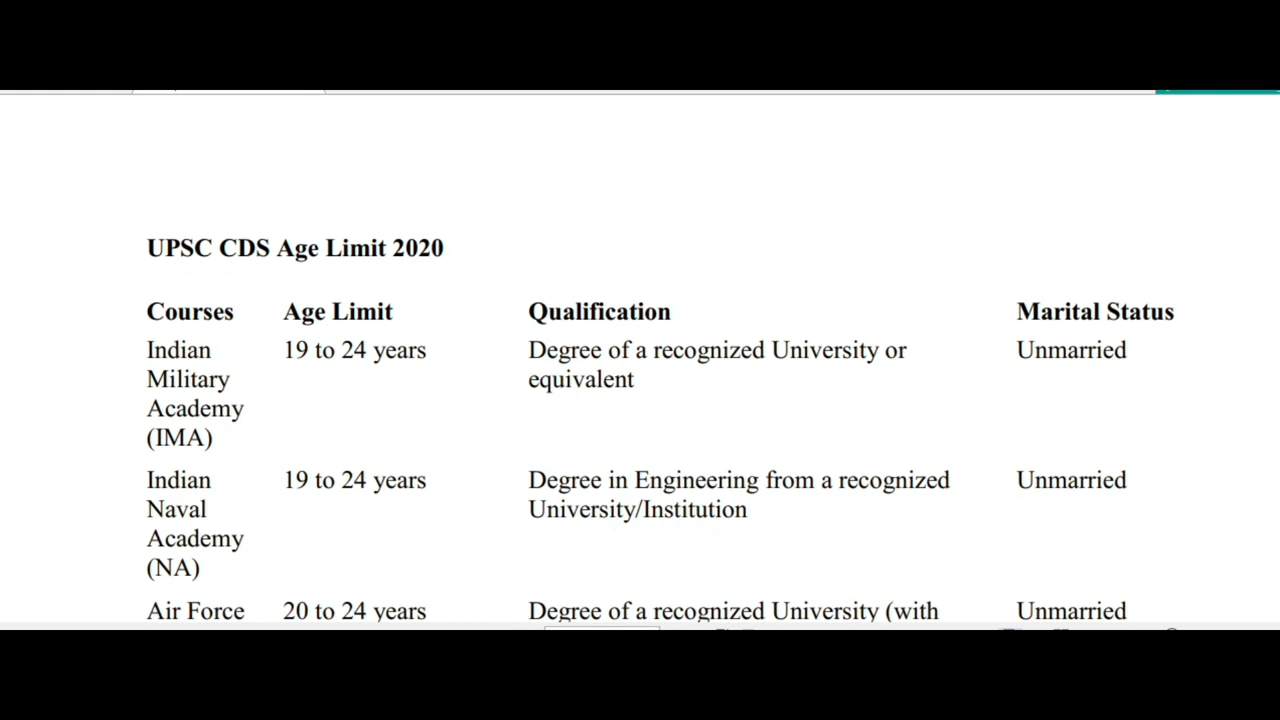 UPSC CDS Age Limit 2020
Courses Age Limit Qualification Marital Status
Indian 19 to 24 years Degree of a recognized University or Unmarried
Military equivalent
Academy
(IMA)
Indian 19 to 24 years Degree in Engineering from a recognized Unmarried
Naval University/Institution
Academy
(NA)
Air Force 20 to 24 years Degree of a recognized University (with Unmarried